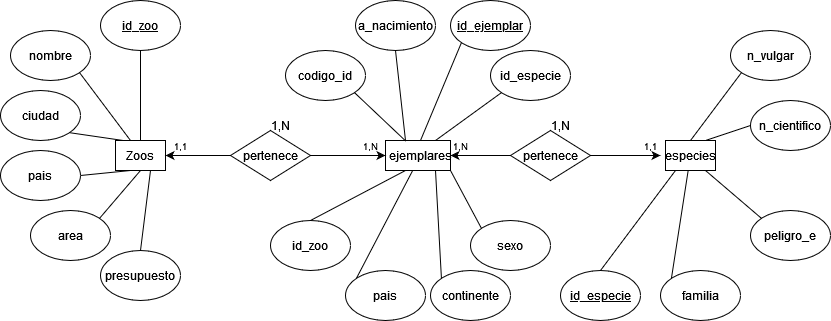 id_zoo
a_nacimiento
id_ejemplar
nombre
codigo_id
id_especie
n_vulgar
ciudad
n_cientifico
1,N
1,N
Zoos
1,1
pertenece
1,N
ejemplares
1,N
pertenece
1,1
especies
pais
area
id_zoo
sexo
peligro_e
presupuesto
pais
continente
id_especie
familia